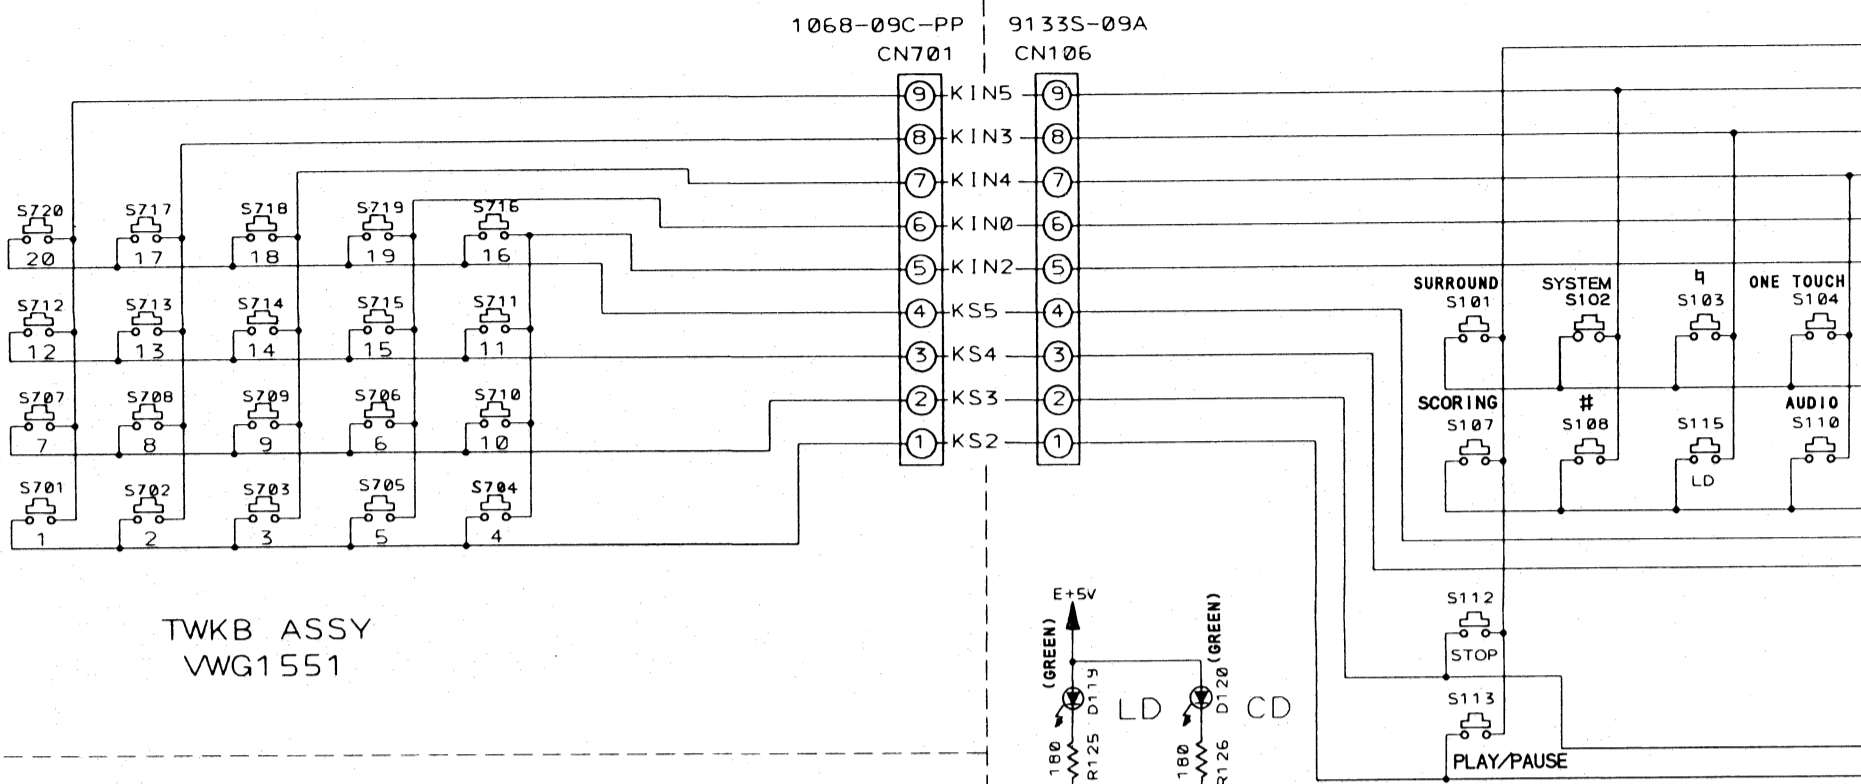 1068-09C-PP 9133S-09A
CN701 CN106
9 KIN5 9
8 KIN3 8
7 KIN4 7
6 KIN0 6
5 KIN2 5
4 KS5 4
3 KS4 3
2 KS3 2
1 KS2 1
S720 S717 S718 S719 S716
20 17 18 19 16
S712 S713 S714 S715 S711
12 13 14 15 11
S707 S708 S709 S706 S710
7 8 9 6 10
S701 S702 S703 S705 S704
1 2 3 5 4
TWKB ASSY
VWG1551
SURROUND SYSTEM ♮ ONE TOUCH
S101 S102 S103 S104
SCORING # AUDIO
S107 S108 S115 S110
LD
S112
STOP
S113
PLAY/PAUSE
E+5V
(GREEN) D119 LD (GREEN) D120 CD
180 R125 180 R126